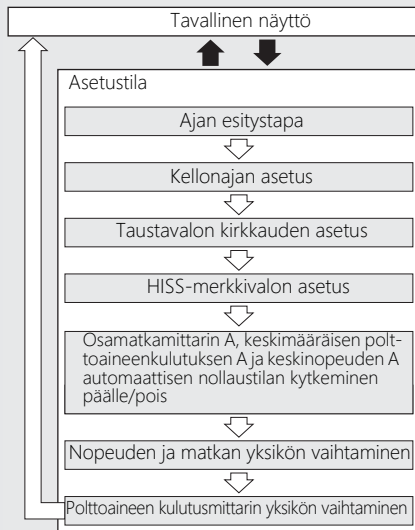 Tavallinen näyttö
Asetustila
Ajan esitystapa
Kellonajan asetus
Taustavalon kirkkauden asetus
HISS-merkkivalon asetus
Osamatkamittarin A, keskimääräisen polt-
toaineenkulutuksen A ja keskinopeuden A
automaattisen nollaustilan kytkeminen
päälle/pois
Nopeuden ja matkan yksikön vaihtaminen
Polttoaineen kulutusmittarin yksikön vaihtaminen